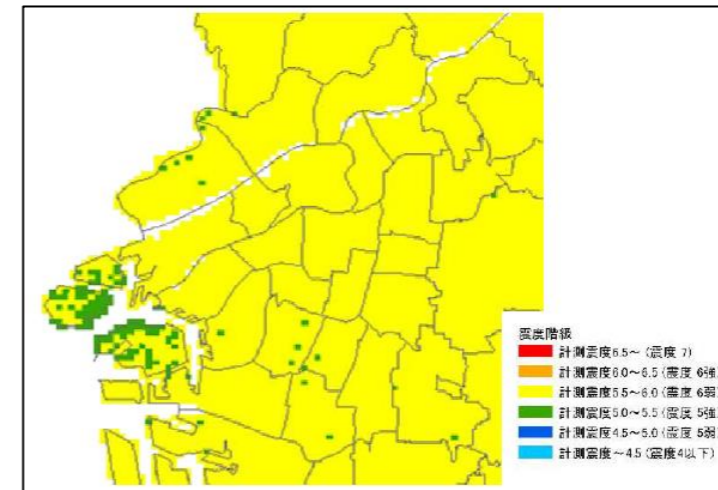 震度階級
計測震度6.5～ (震度 7)
計測震度6.0～6.5 (震度 6強)
計測震度5.5～6.0 (震度 6弱)
計測震度5.0～5.5 (震度 5強)
計測震度4.5～5.0 (震度 5弱)
計測震度～4.5 (震度4以下)